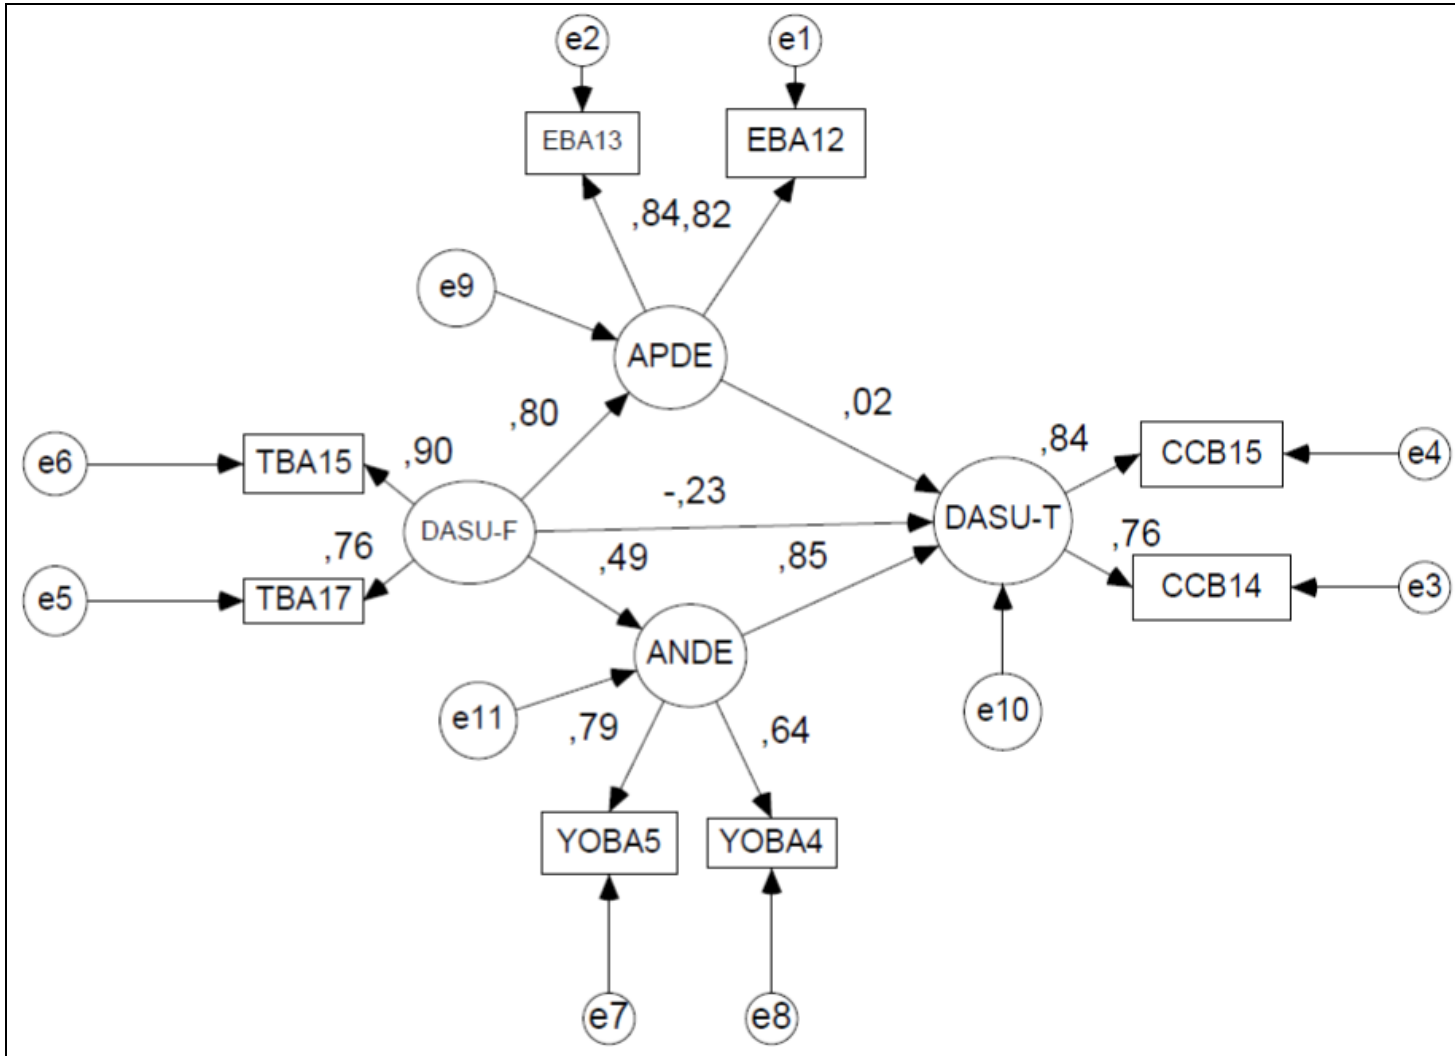 e2
e1
EBA13
EBA12
,84
,82
e9
APDE
,80
,02
e6
TBA15
,90
,84
CCB15
e4
-,23
DASU-F
DASU-T
,76
,49
,85
,76
e5
TBA17
CCB14
e3
ANDE
e11
,79
,64
e10
YOBA5
YOBA4
e7
e8